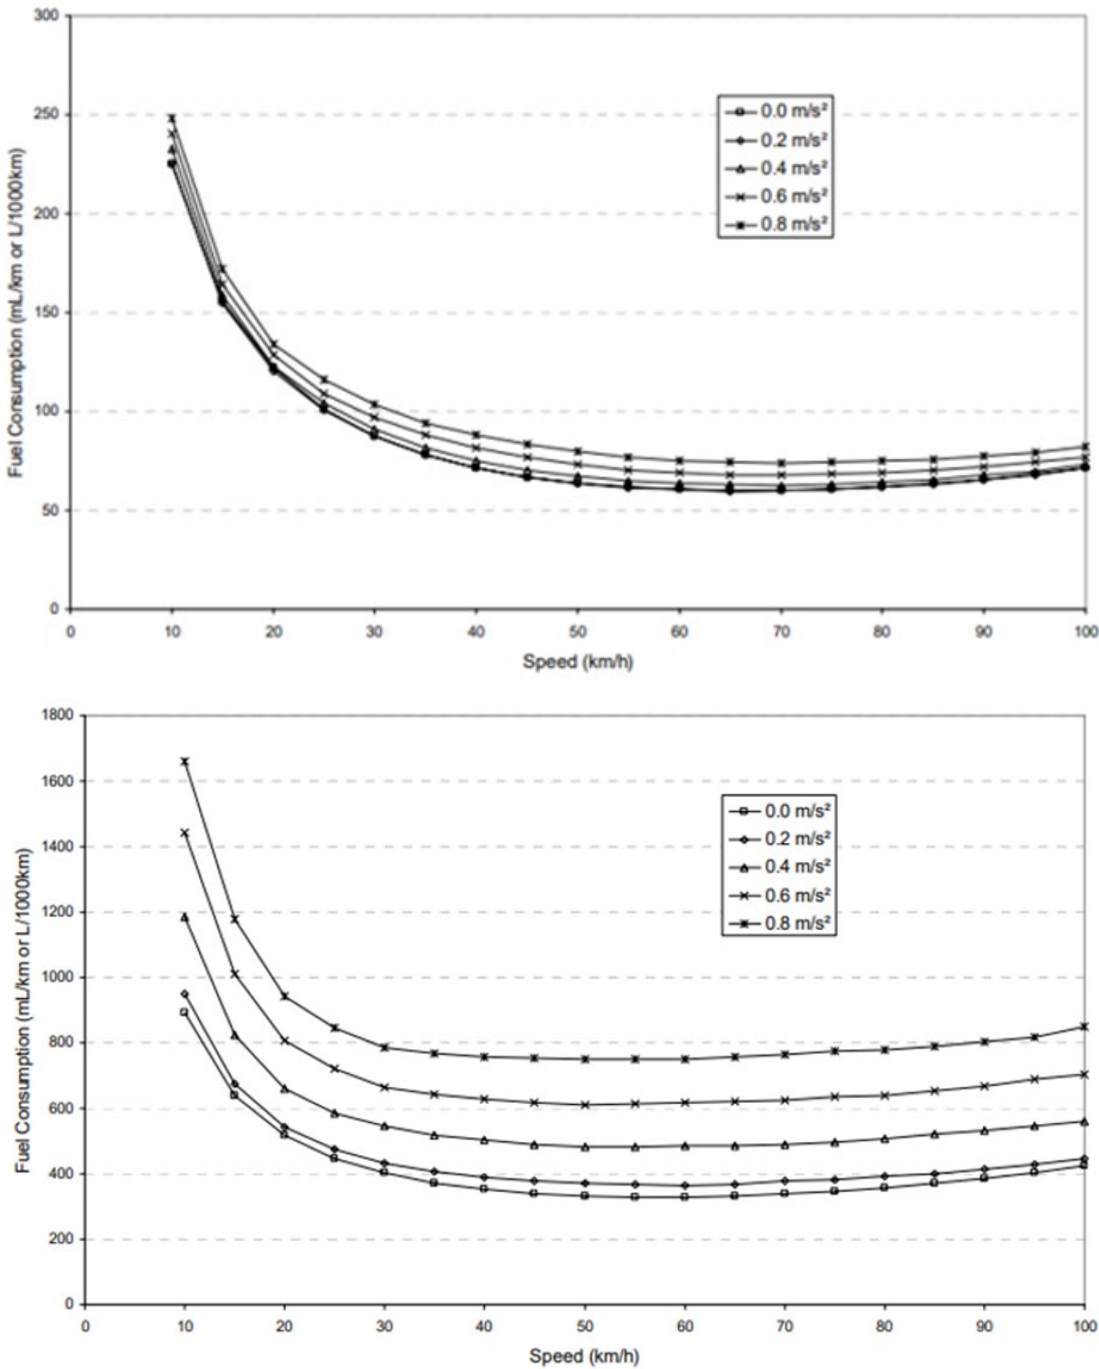 300
250
200
150
100
50
0
Fuel Consumption (mL/km or L/1000km)
0.0 m/s²
0.2 m/s²
0.4 m/s²
0.6 m/s²
0.8 m/s²
0 10 20 30 40 50 60 70 80 90 100
Speed (km/h)
1800
1600
1400
1200
1000
800
600
400
200
0
Fuel Consumption (mL/km or L/1000km)
0.0 m/s²
0.2 m/s²
0.4 m/s²
0.6 m/s²
0.8 m/s²
0 10 20 30 40 50 60 70 80 90 100
Speed (km/h)